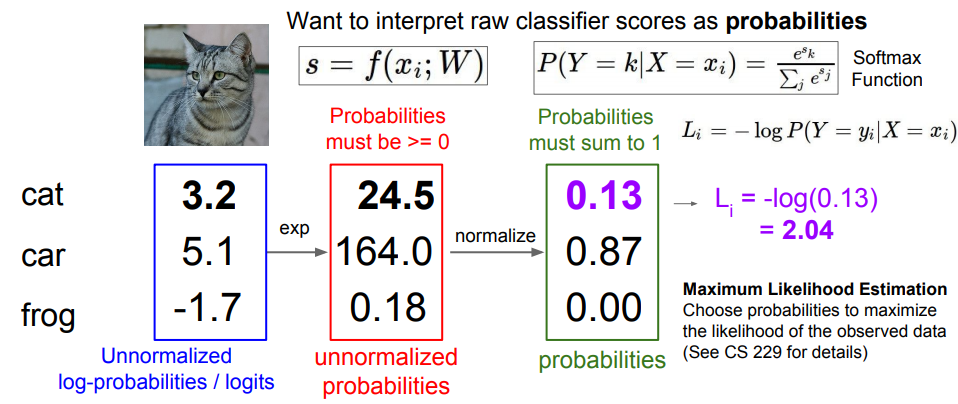 Want to interpret raw classifier scores as probabilities
s = f(x_i; W)
P(Y = k|X = x_i) = \frac{e^{s_k}}{\sum_j e^{s_j}}
Softmax
Function
Probabilities
must be >= 0
Probabilities
must sum to 1
L_i = − log P(Y = y_i|X = x_i)
cat 3.2 24.5 0.13
car 5.1 164.0 0.87
frog -1.7 0.18 0.00
exp
normalize
L_i = -log(0.13)
= 2.04
Unnormalized
log-probabilities / logits
unnormalized
probabilities
probabilities
Maximum Likelihood Estimation
Choose probabilities to maximize
the likelihood of the observed data
(See CS 229 for details)